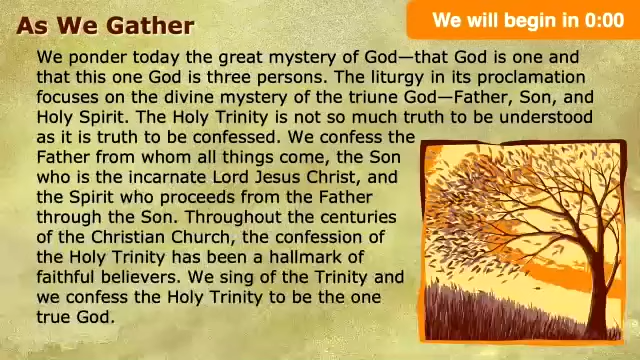 As We Gather
We will begin in 0:00
We ponder today the great mystery of God—that God is one and
that this one God is three persons. The liturgy in its proclamation
focuses on the divine mystery of the triune God—Father, Son, and
Holy Spirit. The Holy Trinity is not so much truth to be understood
as it is truth to be confessed. We confess the
Father from whom all things come, the Son
who is the incarnate Lord Jesus Christ, and
the Spirit who proceeds from the Father
through the Son. Throughout the centuries
of the Christian Church, the confession of
the Holy Trinity has been a hallmark of
faithful believers. We sing of the Trinity and
we confess the Holy Trinity to be the one
true God.